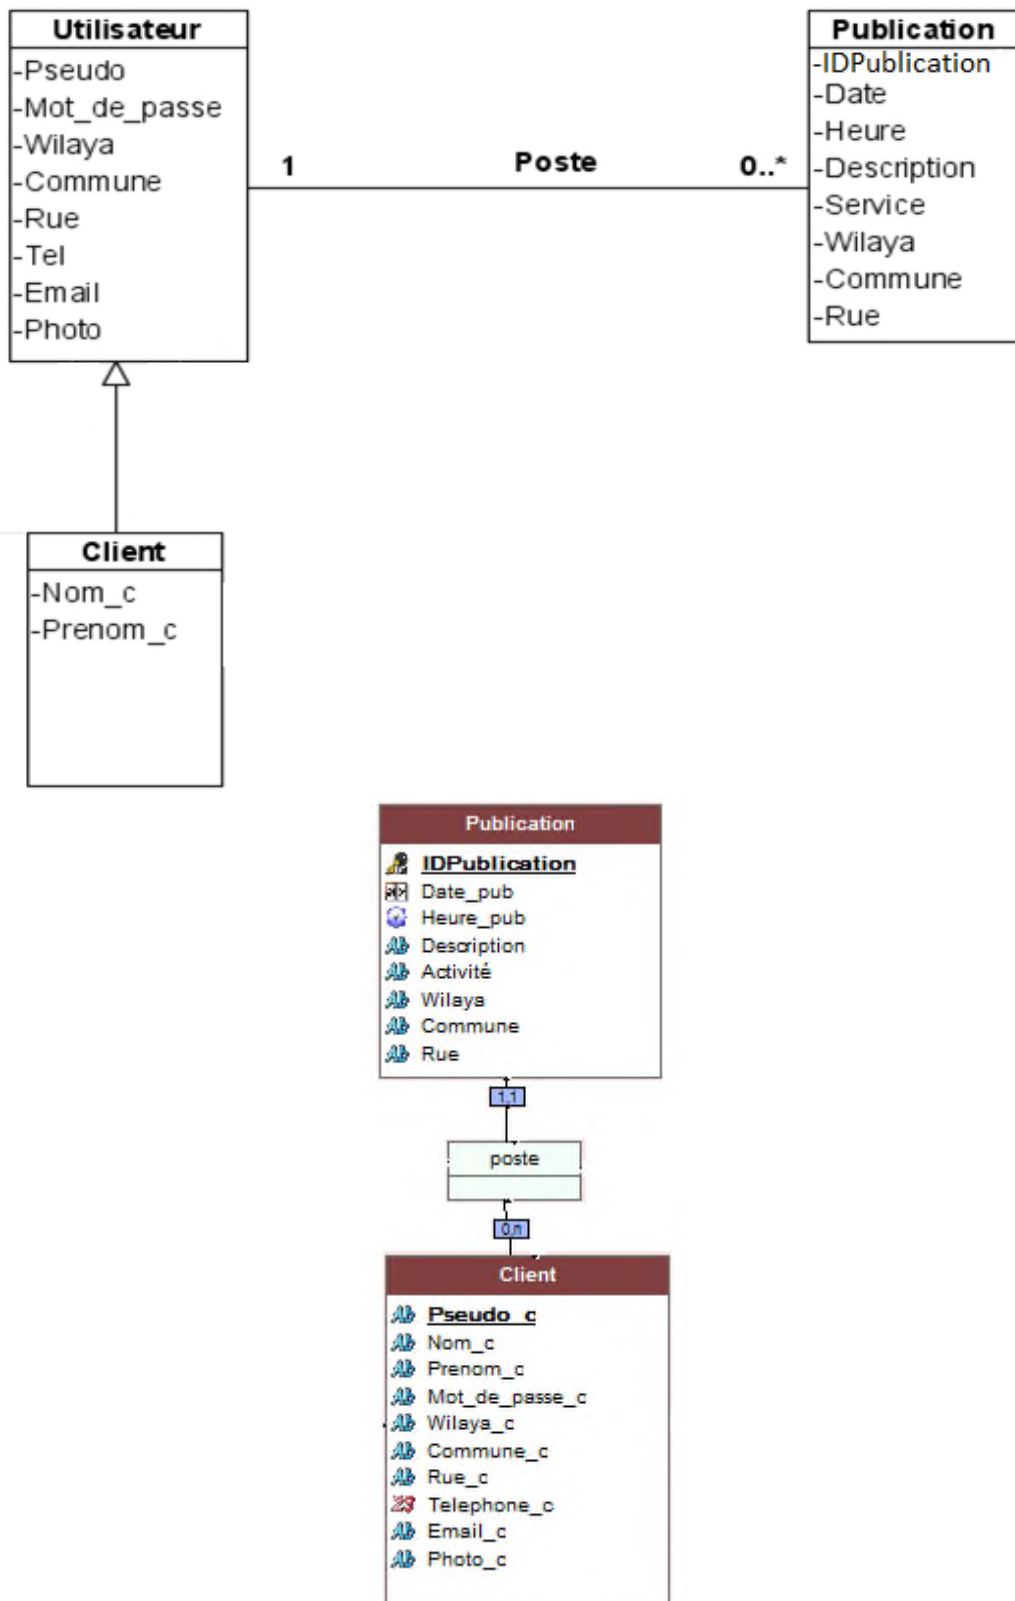 Utilisateur
-Pseudo
-Mot_de_passe
-Wilaya
-Commune
-Rue
-Tel
-Email
-Photo
1 Poste 0..*
Publication
-IDPublication
-Date
-Heure
-Description
-Service
-Wilaya
-Commune
-Rue
Client
-Nom_c
-Prenom_c
Publication
IDPublication
Date_pub
Heure_pub
Description
Activité
Wilaya
Commune
Rue
1,1
poste
0,n
Client
Pseudo_c
Nom_c
Prenom_c
Mot_de_passe_c
Wilaya_c
Commune_c
Rue_c
Telephone_c
Email_c
Photo_c